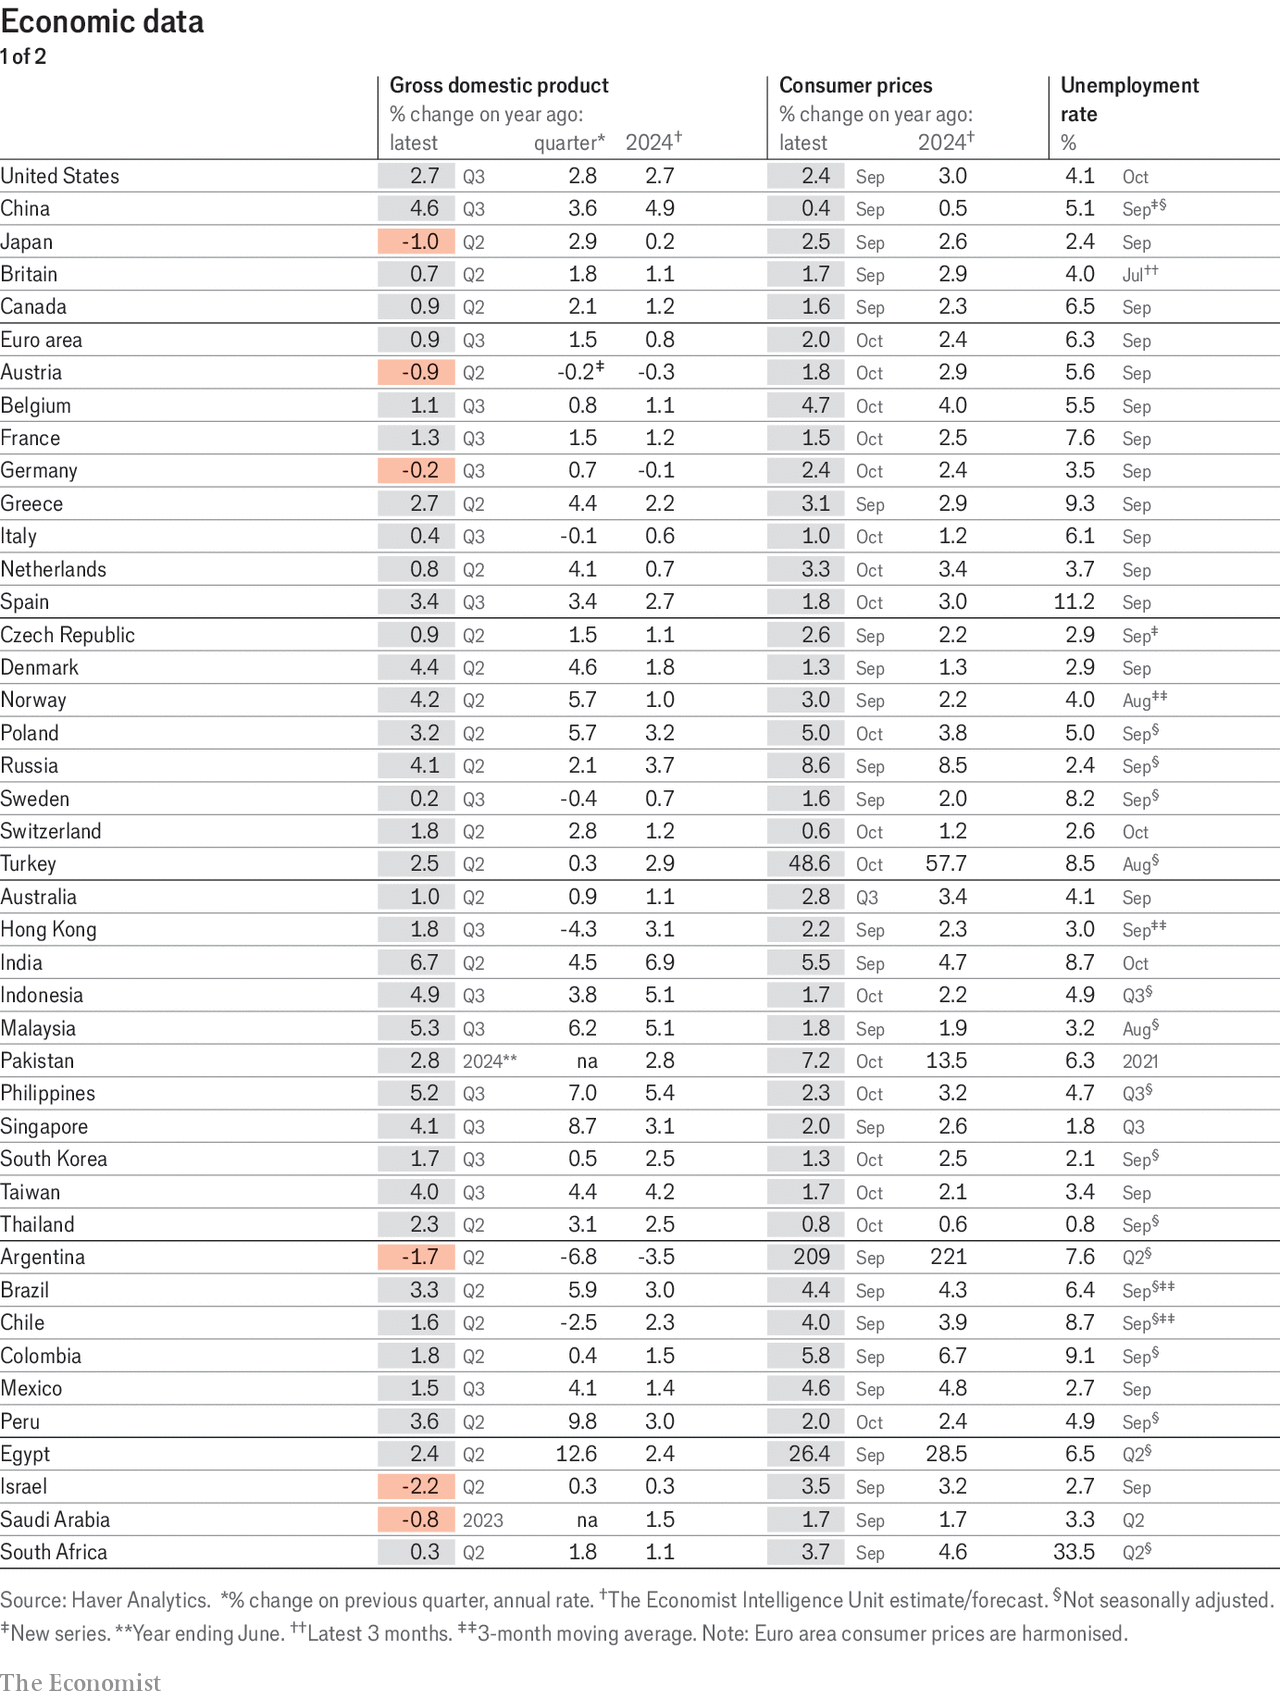 Economic data
1 of 2
Gross domestic product Consumer prices Unemployment
% change on year ago: % change on year ago: rate
latest quarter* 2024† latest 2024† %
United States 2.7 Q3 2.8 2.7 2.4 Sep 3.0 4.1 Oct
China 4.6 Q3 3.6 4.9 0.4 Sep 0.5 5.1 Sep‡§
Japan -1.0 Q2 2.9 0.2 2.5 Sep 2.6 2.4 Sep
Britain 0.7 Q2 1.8 1.1 1.7 Sep 2.9 4.0 Jul††
Canada 0.9 Q2 2.1 1.2 1.6 Sep 2.3 6.5 Sep
Euro area 0.9 Q3 1.5 0.8 2.0 Oct 2.4 6.3 Sep
Austria -0.9 Q2 -0.2‡ -0.3 1.8 Oct 2.9 5.6 Sep
Belgium 1.1 Q3 0.8 1.1 4.7 Oct 4.0 5.5 Sep
France 1.3 Q3 1.5 1.2 1.5 Oct 2.5 7.6 Sep
Germany -0.2 Q3 0.7 -0.1 2.4 Oct 2.4 3.5 Sep
Greece 2.7 Q2 4.4 2.2 3.1 Sep 2.9 9.3 Sep
Italy 0.4 Q3 -0.1 0.6 1.0 Oct 1.2 6.1 Sep
Netherlands 0.8 Q2 4.1 0.7 3.3 Oct 3.4 3.7 Sep
Spain 3.4 Q3 3.4 2.7 1.8 Oct 3.0 11.2 Sep
Czech Republic 0.9 Q2 1.5 1.1 2.6 Sep 2.2 2.9 Sep‡
Denmark 4.4 Q2 4.6 1.8 1.3 Sep 1.3 2.9 Sep
Norway 4.2 Q2 5.7 1.0 3.0 Sep 2.2 4.0 Aug‡‡
Poland 3.2 Q2 5.7 3.2 5.0 Oct 3.8 5.0 Sep§
Russia 4.1 Q2 2.1 3.7 8.6 Sep 8.5 2.4 Sep§
Sweden 0.2 Q3 -0.4 0.7 1.6 Sep 2.0 8.2 Sep§
Switzerland 1.8 Q2 2.8 1.2 0.6 Oct 1.2 2.6 Oct
Turkey 2.5 Q2 0.3 2.9 48.6 Oct 57.7 8.5 Aug§
Australia 1.0 Q2 0.9 1.1 2.8 Q3 3.4 4.1 Sep
Hong Kong 1.8 Q3 -4.3 3.1 2.2 Sep 2.3 3.0 Sep‡‡
India 6.7 Q2 4.5 6.9 5.5 Sep 4.7 8.7 Oct
Indonesia 4.9 Q3 3.8 5.1 1.7 Oct 2.2 4.9 Q3§
Malaysia 5.3 Q3 6.2 5.1 1.8 Sep 1.9 3.2 Aug§
Pakistan 2.8 2024** na 2.8 7.2 Oct 13.5 6.3 2021
Philippines 5.2 Q3 7.0 5.4 2.3 Oct 3.2 4.7 Q3§
Singapore 4.1 Q3 8.7 3.1 2.0 Sep 2.6 1.8 Q3
South Korea 1.7 Q3 0.5 2.5 1.3 Oct 2.5 2.1 Sep§
Taiwan 4.0 Q3 4.4 4.2 1.7 Oct 2.1 3.4 Sep
Thailand 2.3 Q2 3.1 2.5 0.8 Oct 0.6 0.8 Sep§
Argentina -1.7 Q2 -6.8 -3.5 209 Sep 221 7.6 Q2§
Brazil 3.3 Q2 5.9 3.0 4.4 Sep 4.3 6.4 Sep§‡‡
Chile 1.6 Q2 -2.5 2.3 4.0 Sep 3.9 8.7 Sep§‡‡
Colombia 1.8 Q2 0.4 1.5 5.8 Sep 6.7 9.1 Sep§
Mexico 1.5 Q3 4.1 1.4 4.6 Sep 4.8 2.7 Sep
Peru 3.6 Q2 9.8 3.0 2.0 Oct 2.4 4.9 Sep§
Egypt 2.4 Q2 12.6 2.4 26.4 Sep 28.5 6.5 Q2§
Israel -2.2 Q2 0.3 0.3 3.5 Sep 3.2 2.7 Sep
Saudi Arabia -0.8 2023 na 1.5 1.7 Sep 1.7 3.3 Q2
South Africa 0.3 Q2 1.8 1.1 3.7 Sep 4.6 33.5 Q2§
Source: Haver Analytics. *% change on previous quarter, annual rate. †The Economist Intelligence Unit estimate/forecast. §Not seasonally adjusted.
‡New series. **Year ending June. ††Latest 3 months. ‡‡3-month moving average. Note: Euro area consumer prices are harmonised.
The Economist